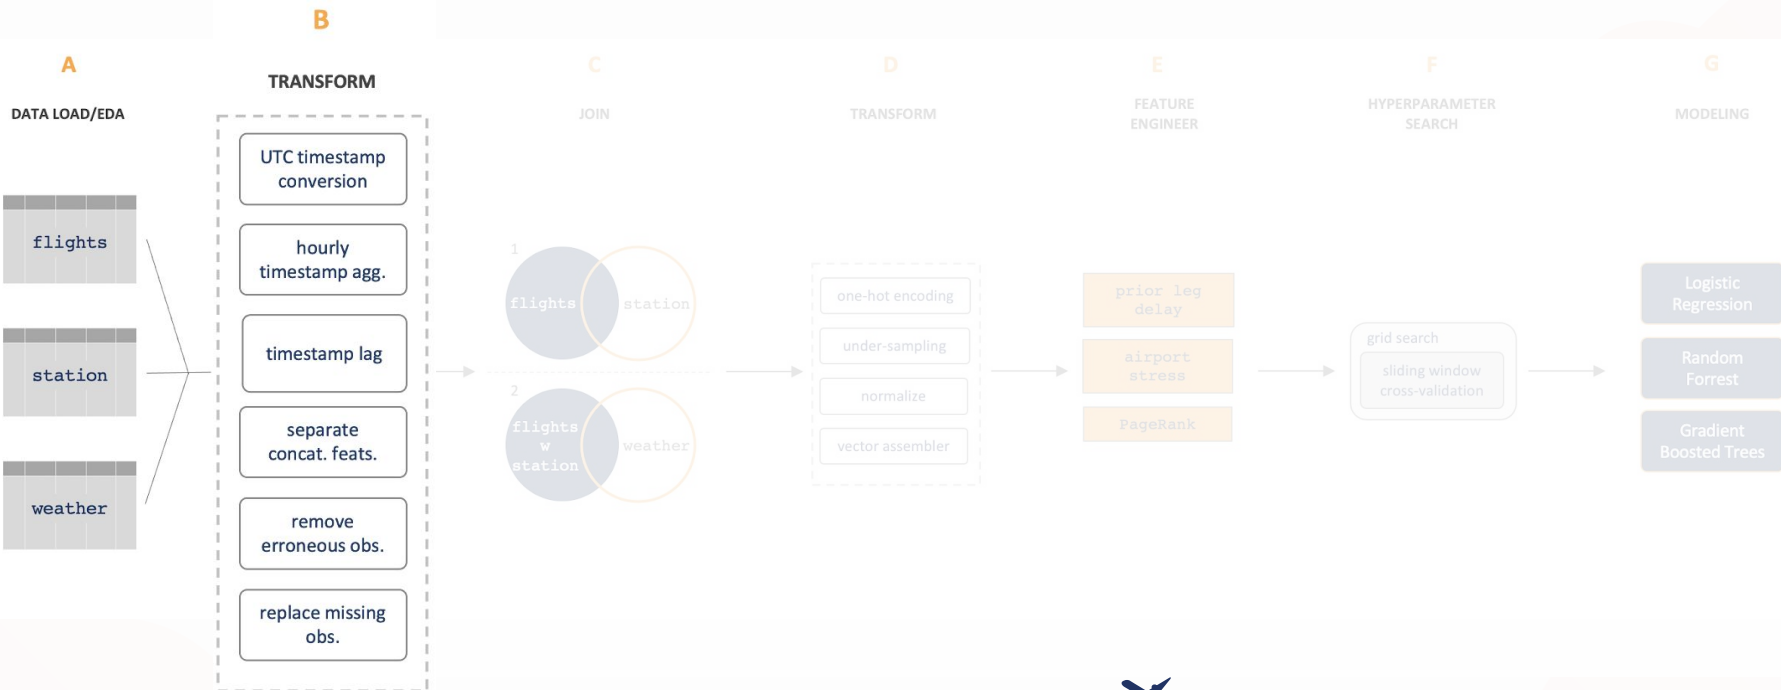 A
DATA LOAD/EDA
flights
station
weather
B
TRANSFORM
UTC timestamp
conversion
hourly
timestamp agg.
timestamp lag
separate
concat. feats.
remove
erroneous obs.
replace missing
obs.
C
JOIN
1
flights
station
2
flights
w
station
weather
D
TRANSFORM
one-hot encoding
under-sampling
normalize
vector assembler
E
FEATURE
ENGINEER
prior leg
delay
airport
stress
PageRank
F
HYPERPARAMETER
SEARCH
grid search
sliding window
cross-validation
G
MODELING
Logistic
Regression
Random
Forrest
Gradient
Boosted Trees